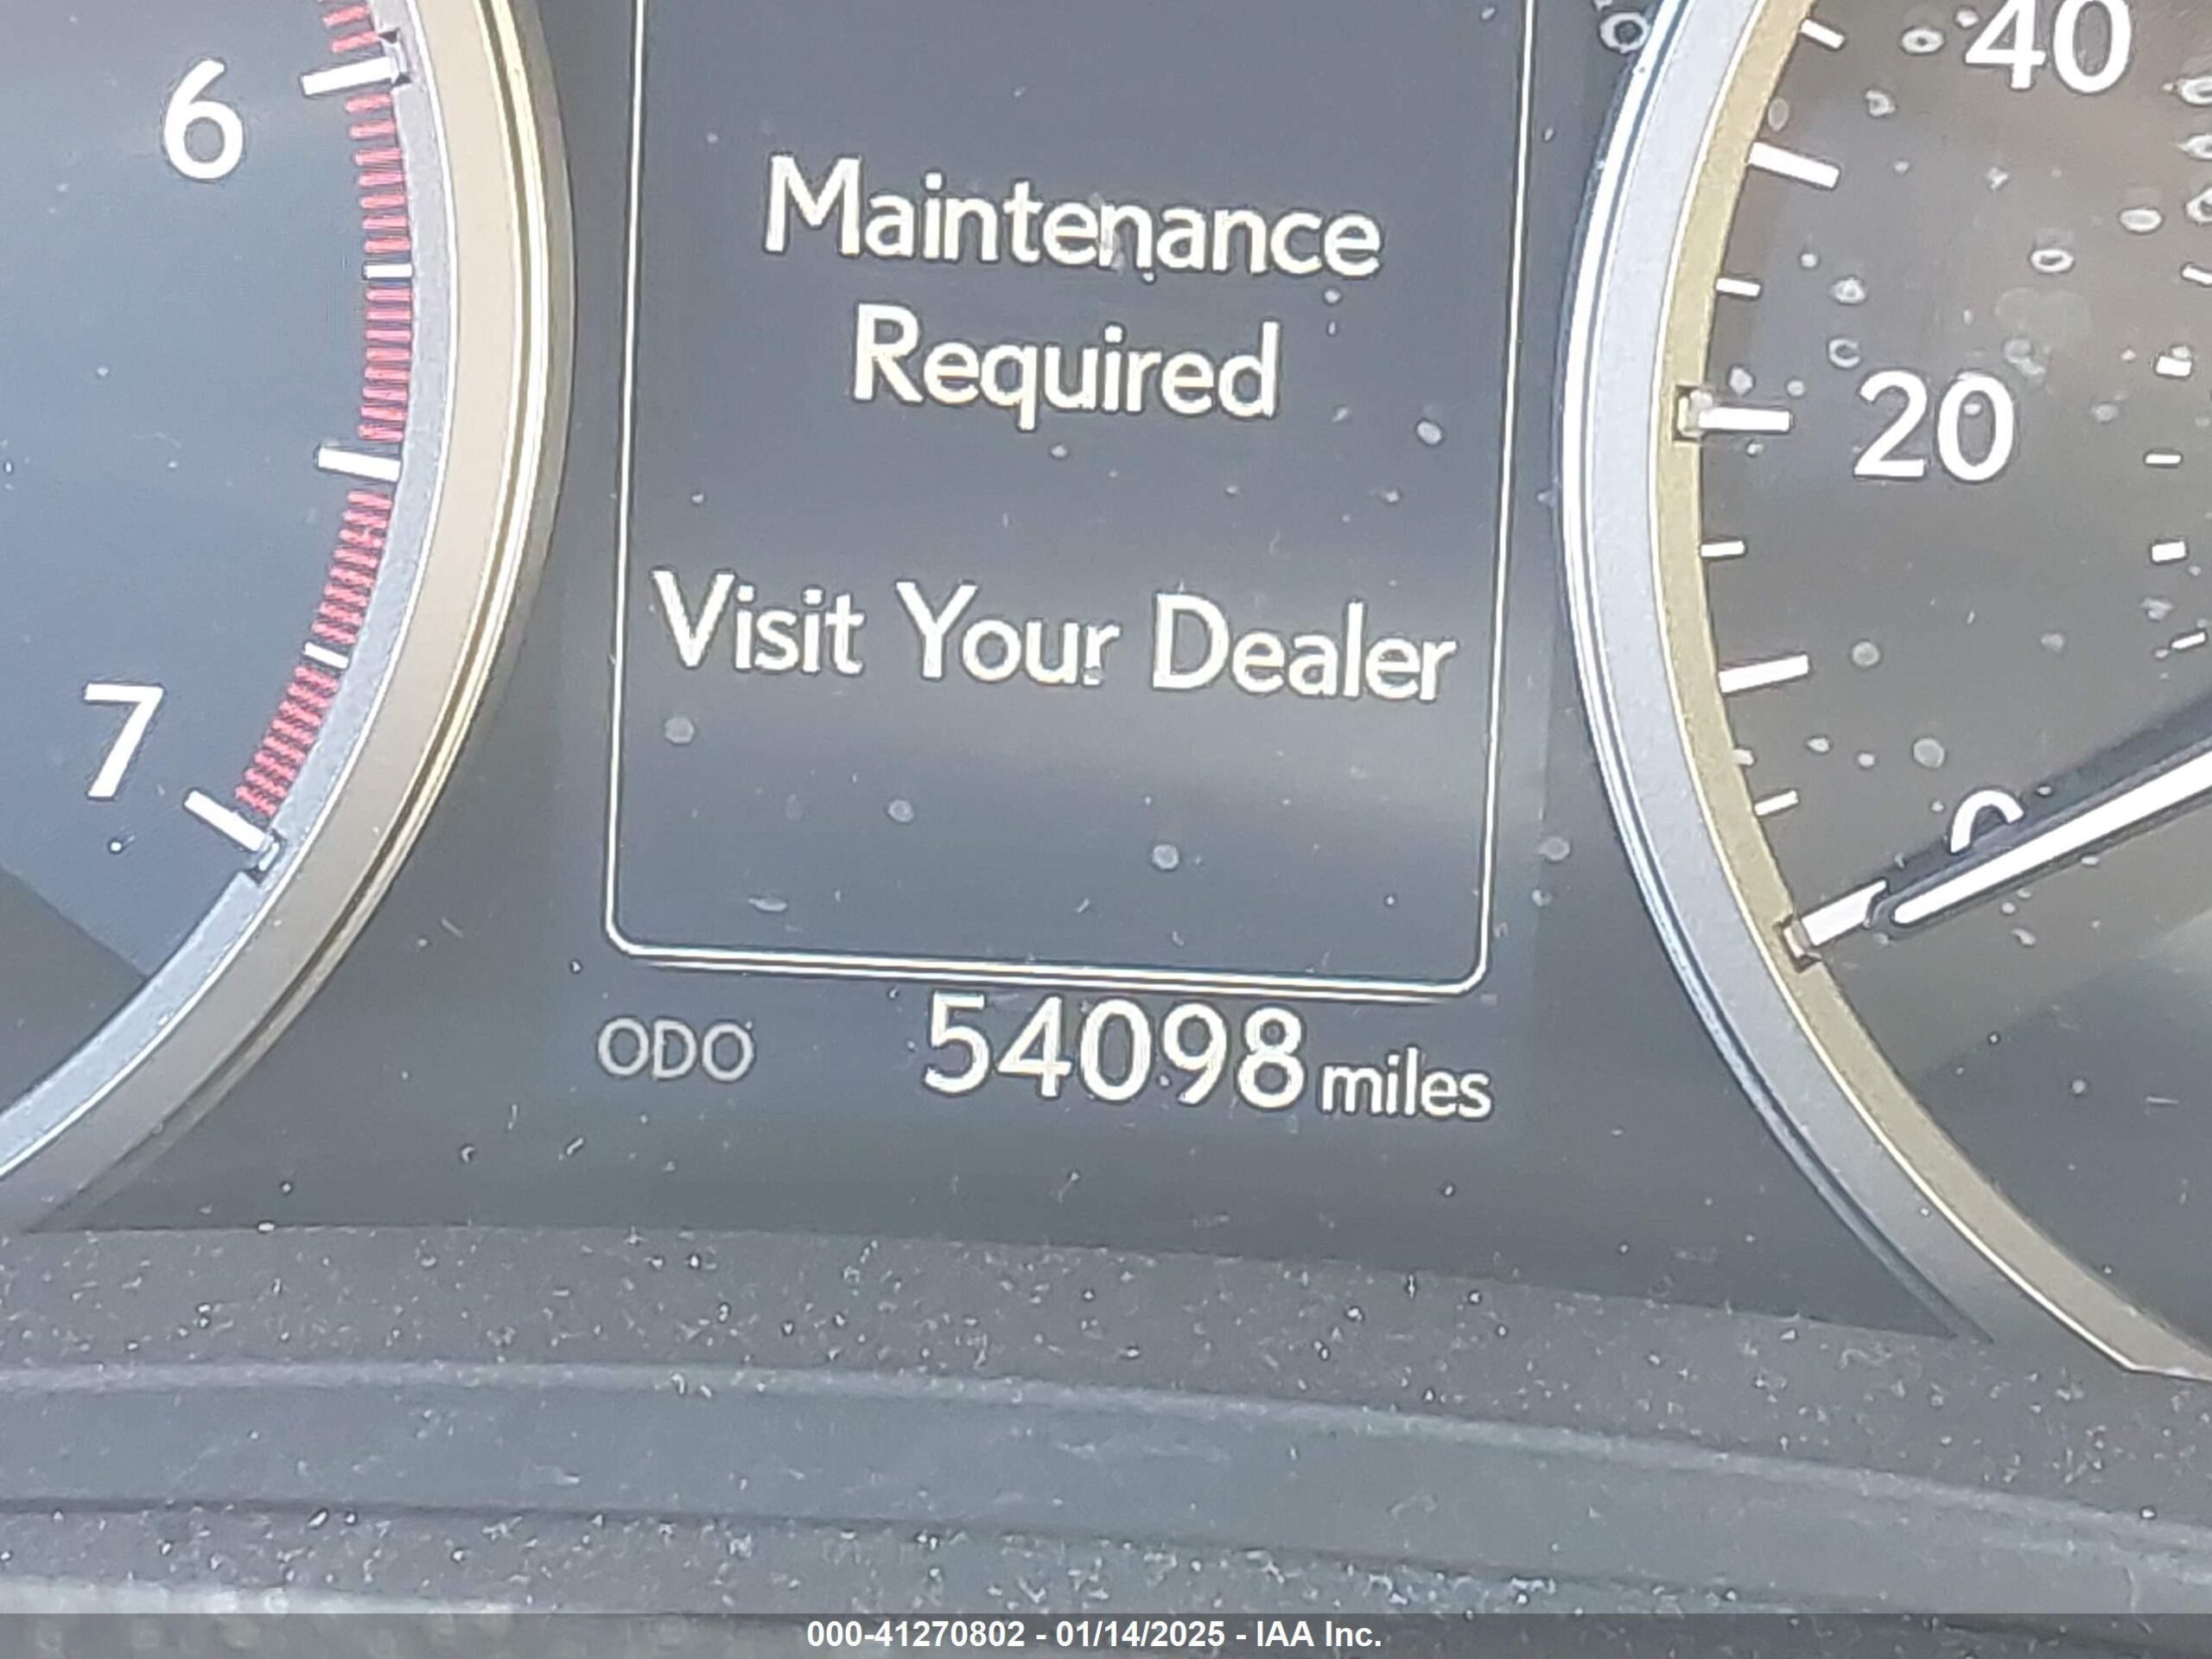 6
7
Maintenance
Required
Visit Your Dealer
ODO 54098 miles
40
20
0
000-41270802 - 01/14/2025 - IAA Inc.